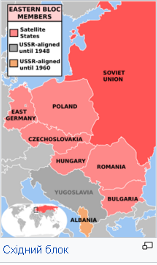 EASTERN BLOC
MEMBERS
Satellite
States
USSR-aligned
until 1948
USSR-aligned
until 1960
SOVIET
UNION
POLAND
EAST
GERMANY
CZECHOSLOVAKIA
HUNGARY
ROMANIA
YUGOSLAVIA
BULGARIA
ALBANIA
Східний блок